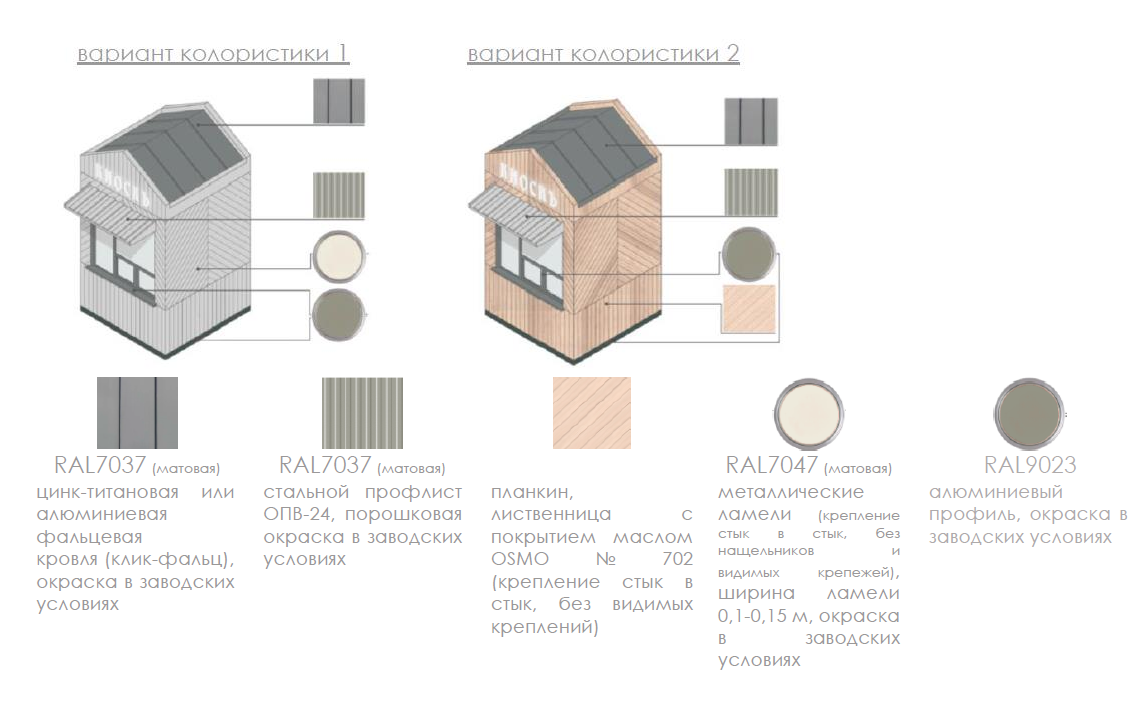 вариант колористики 1
вариант колористики 2
КИОСКЪ
КИОСКЪ
RAL7037 (матовая)
цинк-титановая или
алюминиевая
фальцевая
кровля (клик-фальц),
окраска в заводских
условиях
RAL7037 (матовая)
стальной профлист
ОПВ-24, порошковая
окраска в заводских
условиях
планкин,
лиственница с
покрытием маслом
OSMO № 702
(крепление стык в
стык, без видимых
креплений)
RAL7047 (матовая)
металлические
ламели (крепление
стык в стык, без
нащельников и
видимых крепежей),
ширина ламели
0,1-0,15 м, окраска
в заводских
условиях
RAL9023
алюминиевый
профиль, окраска в
заводских условиях